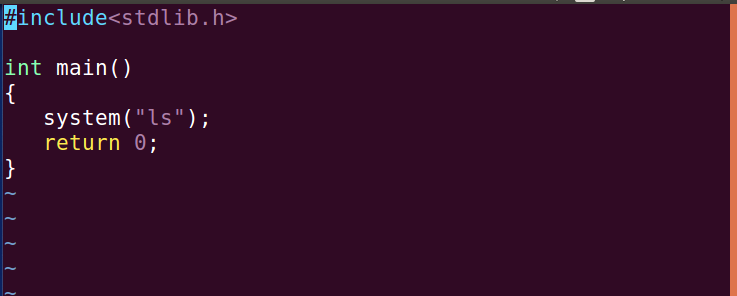 #include<stdlib.h>

int main()
{
   system("ls");
   return 0;
}
~
~
~
~
~